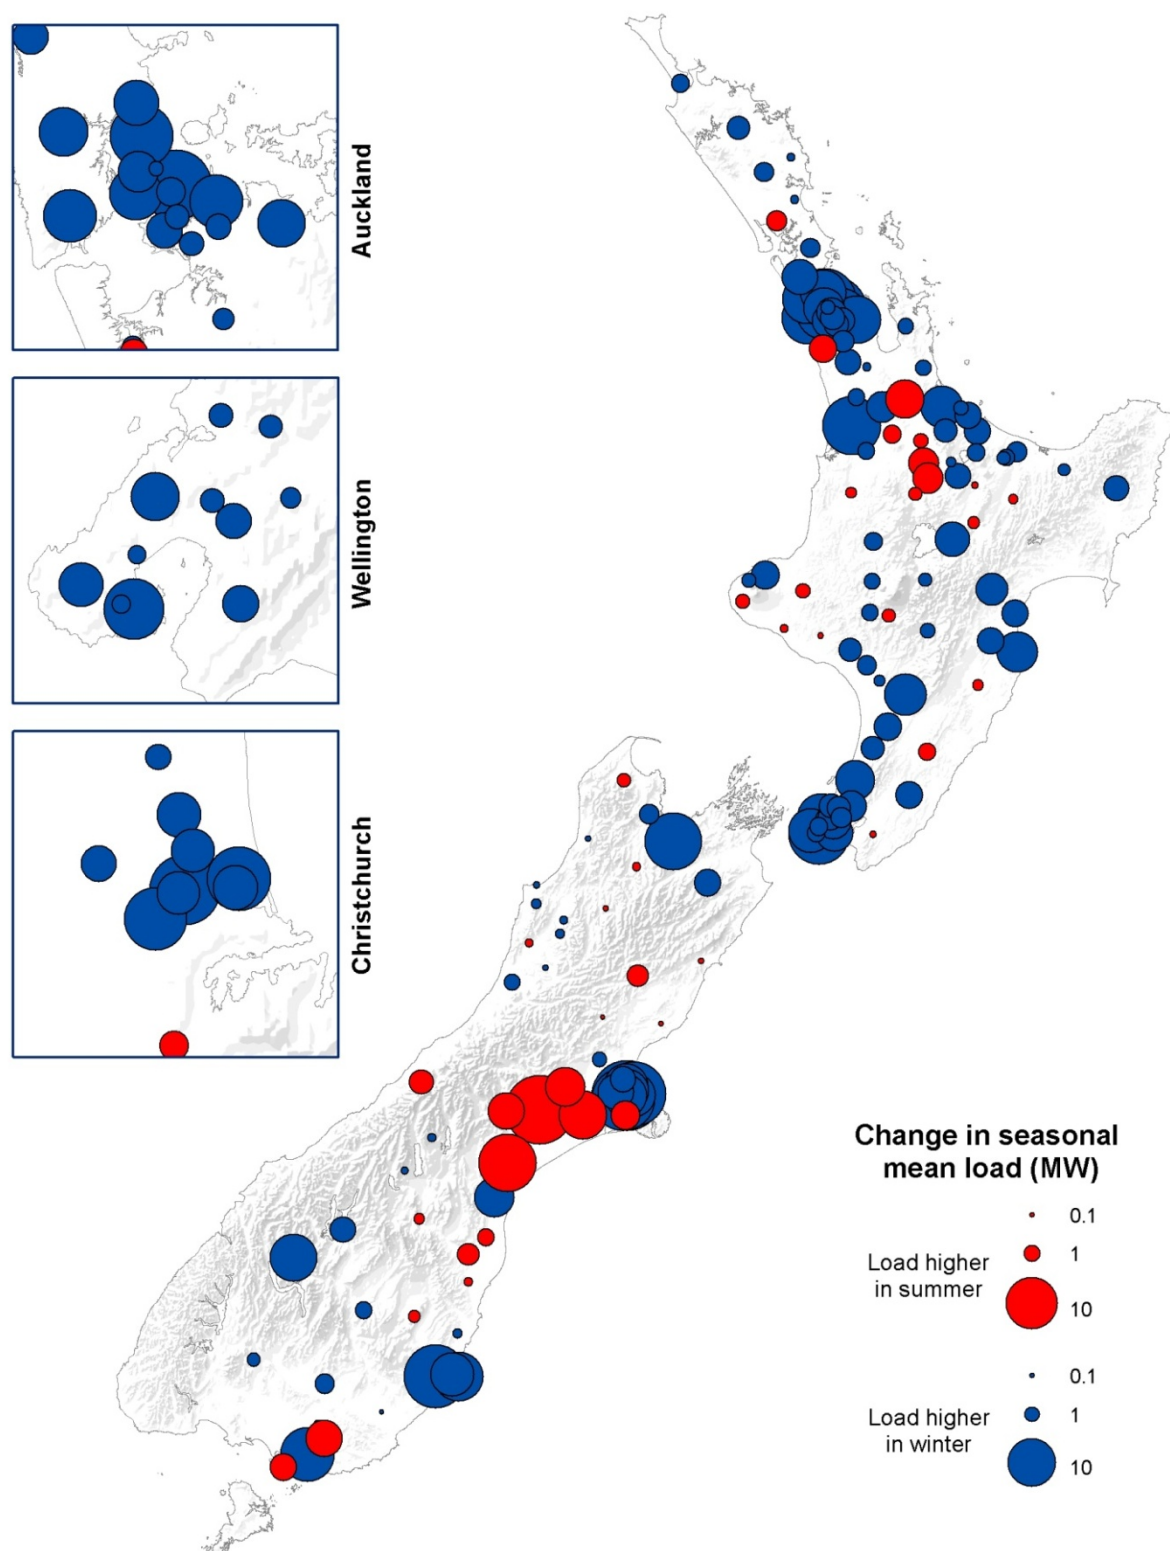 Auckland
Wellington
Christchurch
Change in seasonal
mean load (MW)
0.1
Load higher
in summer
1
10
0.1
Load higher
in winter
1
10